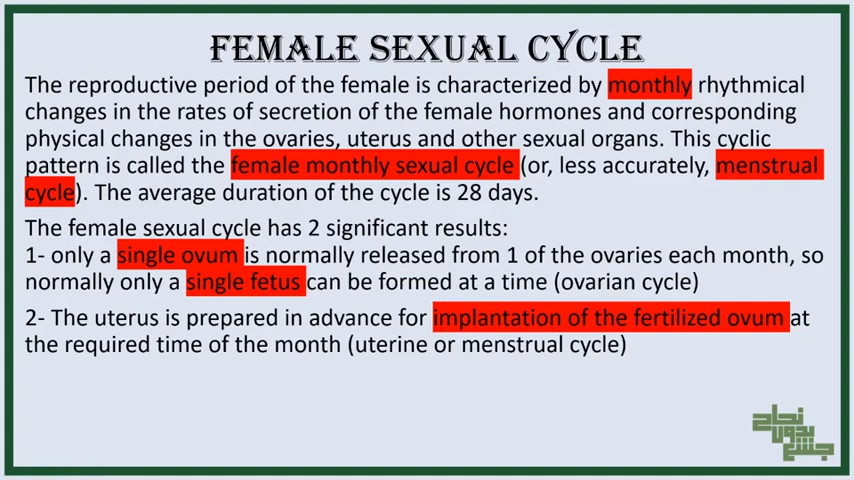 FEMALE SEXUAL CYCLE
The reproductive period of the female is characterized by monthly rhythmical
changes in the rates of secretion of the female hormones and corresponding
physical changes in the ovaries, uterus and other sexual organs. This cyclic
pattern is called the female monthly sexual cycle (or, less accurately, menstrual
cycle). The average duration of the cycle is 28 days.
The female sexual cycle has 2 significant results:
1- only a single ovum is normally released from 1 of the ovaries each month, so
normally only a single fetus can be formed at a time (ovarian cycle)
2- The uterus is prepared in advance for implantation of the fertilized ovum at
the required time of the month (uterine or menstrual cycle)
نجاح
بدون
جشع